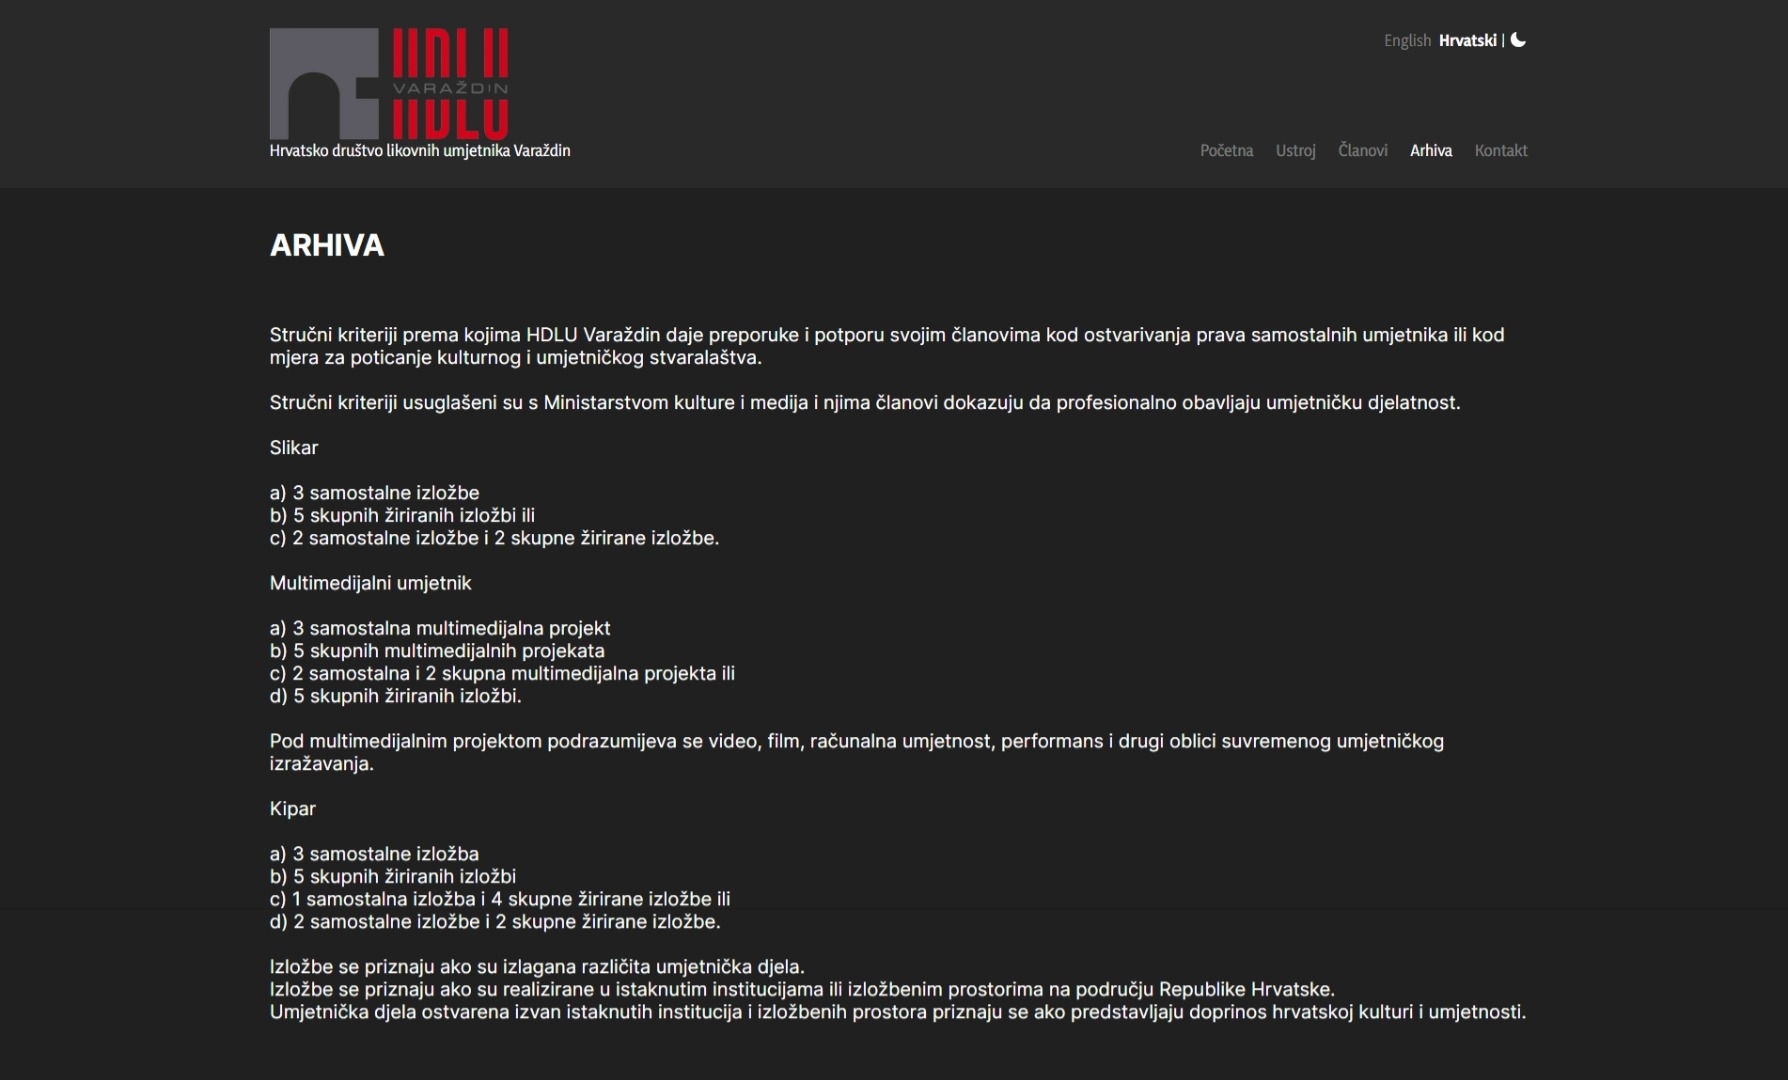 HDLU
VARAŽDIN
HDLU
Hrvatsko društvo likovnih umjetnika Varaždin
English Hrvatski |
Početna Ustroj Članovi Arhiva Kontakt
ARHIVA
Stručni kriteriji prema kojima HDLU Varaždin daje preporuke i potporu svojim članovima kod ostvarivanja prava samostalnih umjetnika ili kod
mjera za poticanje kulturnog i umjetničkog stvaralaštva.
Stručni kriteriji usuglašeni su s Ministarstvom kulture i medija i njima članovi dokazuju da profesionalno obavljaju umjetničku djelatnost.
Slikar
a) 3 samostalne izložbe
b) 5 skupnih žiriranih izložbi ili
c) 2 samostalne izložbe i 2 skupne žirirane izložbe.
Multimedijalni umjetnik
a) 3 samostalna multimedijalna projekt
b) 5 skupnih multimedijalnih projekata
c) 2 samostalna i 2 skupna multimedijalna projekta ili
d) 5 skupnih žiriranih izložbi.
Pod multimedijalnim projektom podrazumijeva se video, film, računalna umjetnost, performans i drugi oblici suvremenog umjetničkog
izražavanja.
Kipar
a) 3 samostalne izložba
b) 5 skupnih žiriranih izložbi
c) 1 samostalna izložba i 4 skupne žirirane izložbe ili
d) 2 samostalne izložbe i 2 skupne žirirane izložbe.
Izložbe se priznaju ako su izlagana različita umjetnička djela.
Izložbe se priznaju ako su realizirane u istaknutim institucijama ili izložbenim prostorima na području Republike Hrvatske.
Umjetnička djela ostvarena izvan istaknutih institucija i izložbenih prostora priznaju se ako predstavljaju doprinos hrvatskoj kulturi i umjetnosti.